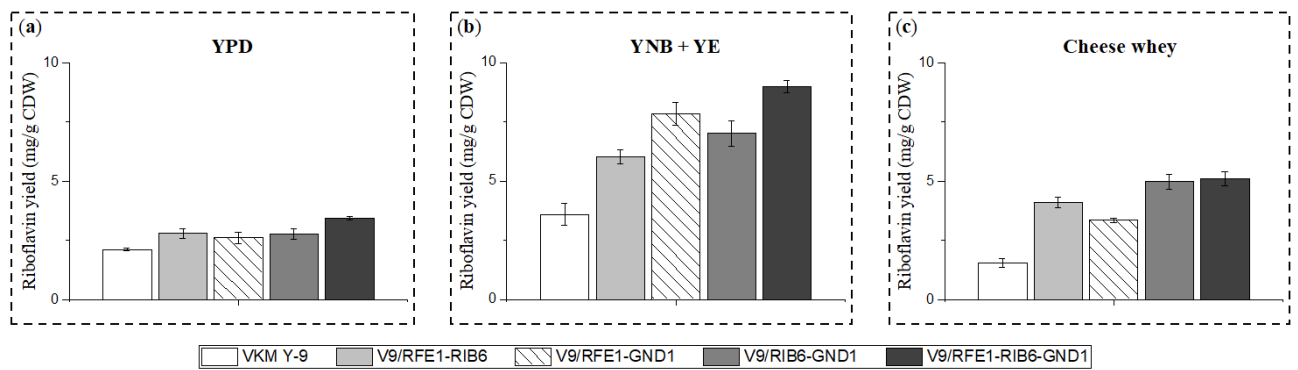 (a)
YPD
10
5
0
Riboflavin yield (mg/g CDW)
(b)
YNB + YE
10
5
0
Riboflavin yield (mg/g CDW)
(c)
Cheese whey
10
5
0
Riboflavin yield (mg/g CDW)
VKM Y-9 V9/RFE1-RIB6 V9/RFE1-GND1 V9/RIB6-GND1 V9/RFE1-RIB6-GND1